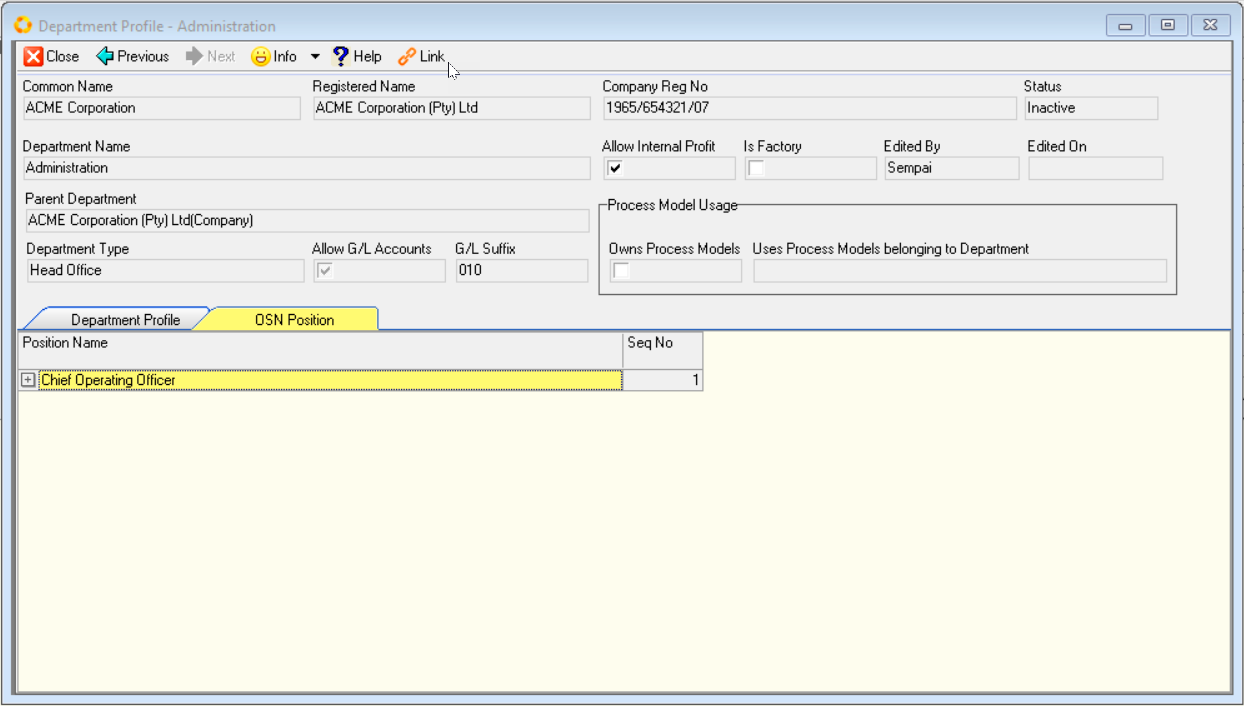 Department Profile - Administration
Close Previous Next Info Help Link
Common Name Registered Name Company Reg No Status
ACME Corporation ACME Corporation (Pty) Ltd 1965/654321/07 Inactive
Department Name Allow Internal Profit Is Factory Edited By Edited On
Administration Sempai
Parent Department
ACME Corporation (Pty) Ltd(Company)
Process Model Usage
Department Type Allow G/L Accounts G/L Suffix Owns Process Models Uses Process Models belonging to Department
Head Office 010
Department Profile OSN Position
Position Name Seq No
Chief Operating Officer 1